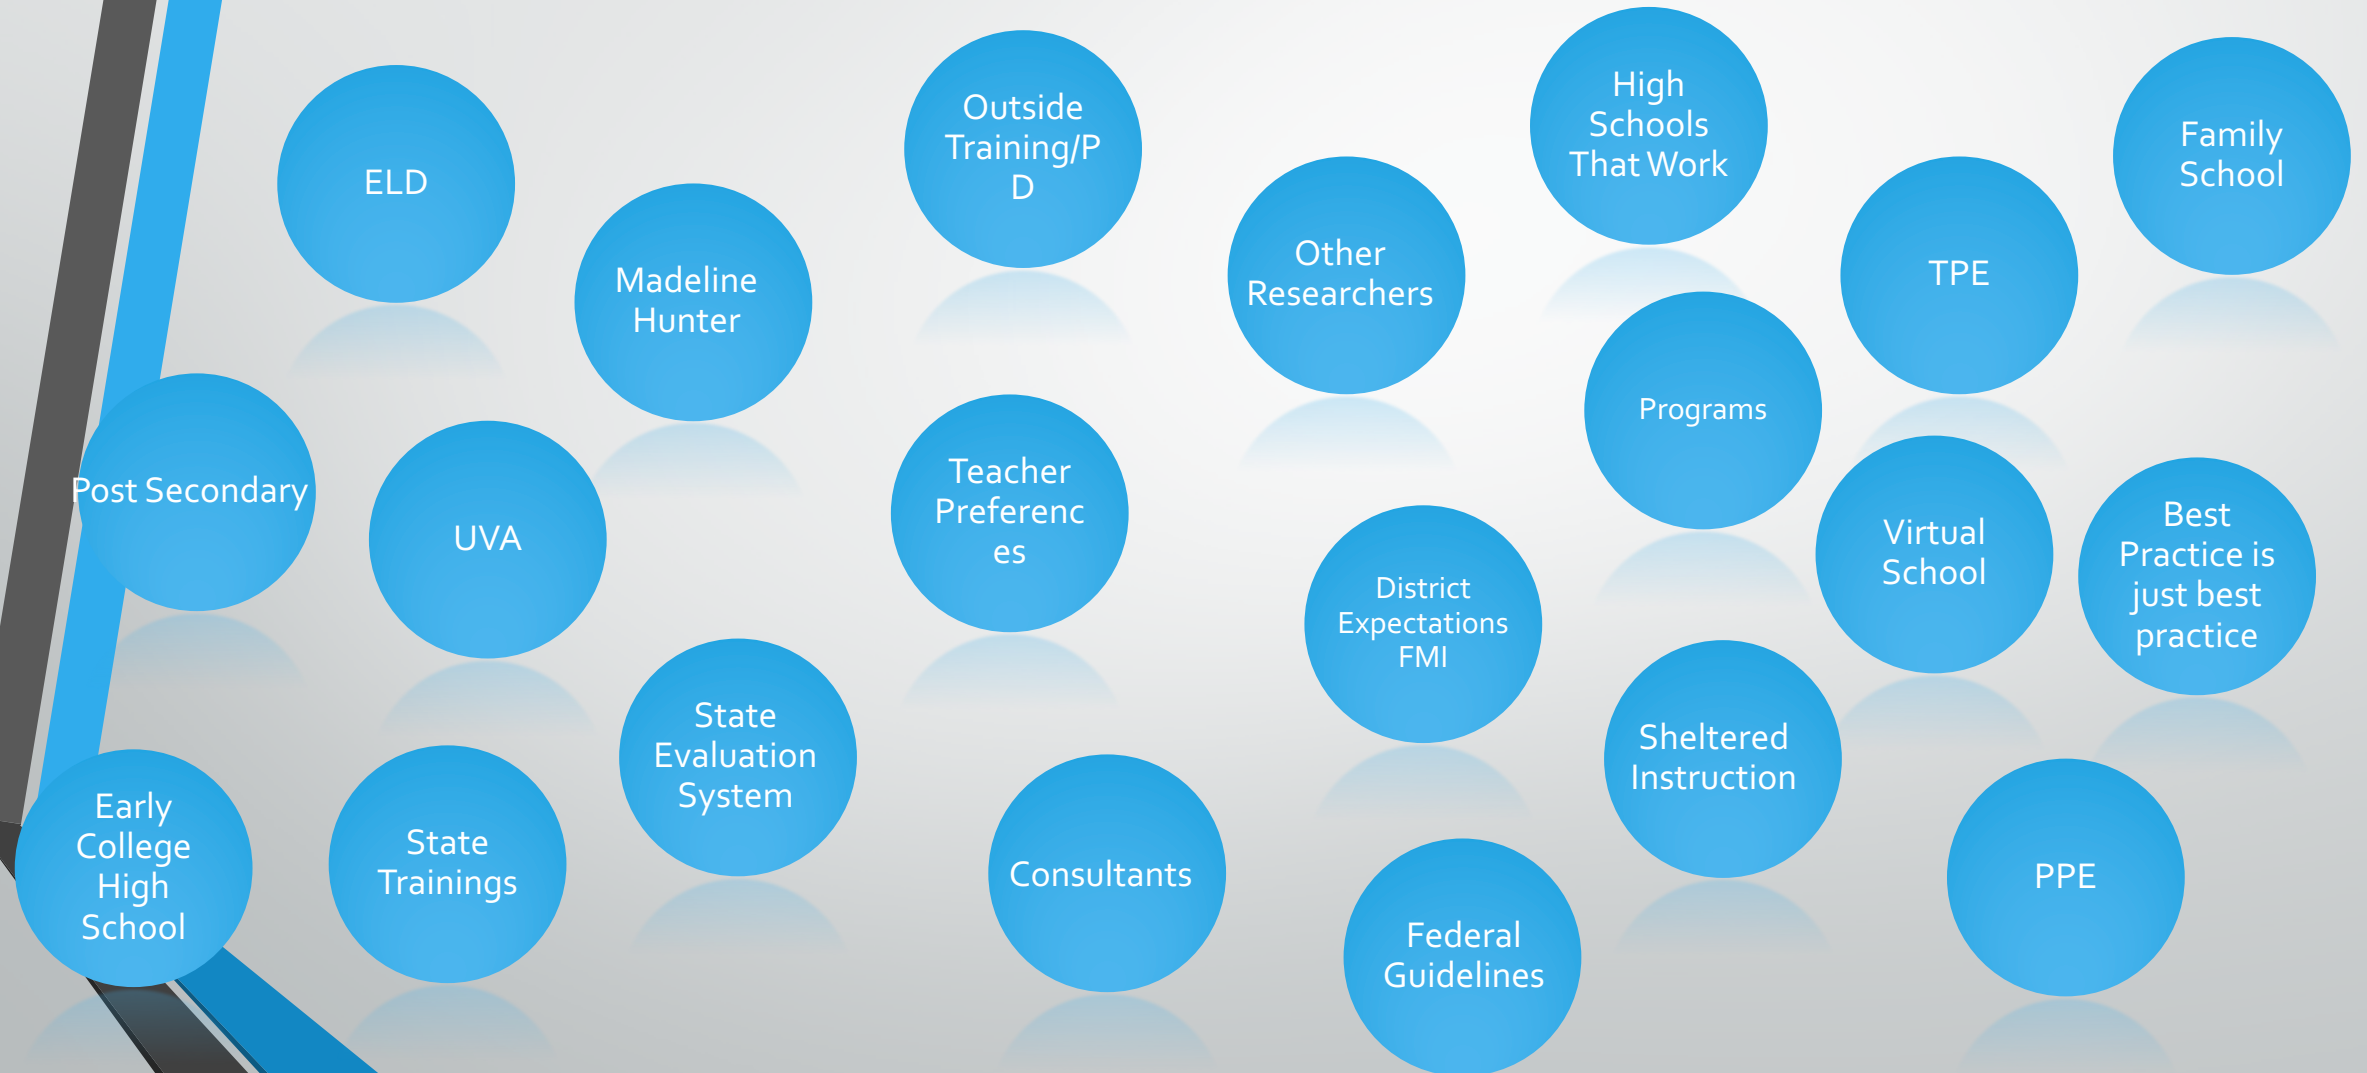 ELD
Madeline
Hunter
Outside
Training/P
D
Other
Researchers
High
Schools
That Work
TPE
Family
School
Post Secondary
UVA
Teacher
Preferenc
es
Programs
District
Expectations
FMI
Virtual
School
Best
Practice is
just best
practice
Early
College
High
School
State
Trainings
State
Evaluation
System
Consultants
Federal
Guidelines
Sheltered
Instruction
PPE